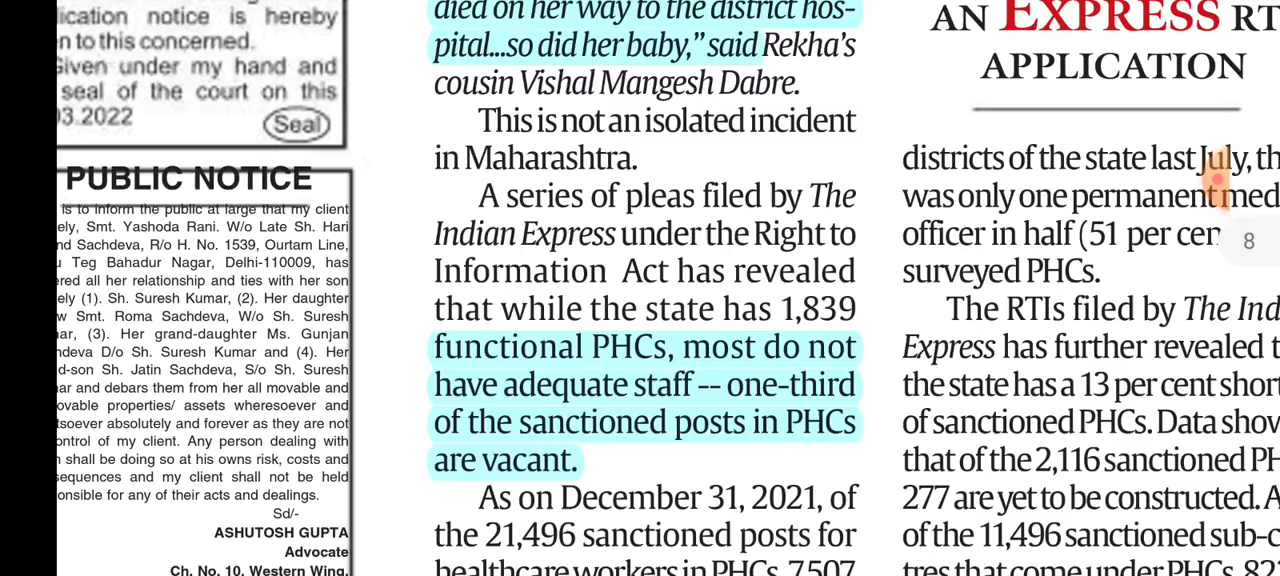 lication notice is hereby
n to this concerned.
Given under my hand and
seal of the court on this
03.2022
Seal
PUBLIC NOTICE
is to inform the public at large that my client
ely, Smt. Yashoda Rani. W/o Late Sh. Hari
nd Sachdeva, R/o H. No. 1539, Ourtam Line,
u Teg Bahadur Nagar, Delhi-110009, has
ered all her relationship and ties with her son
ely (1). Sh. Suresh Kumar, (2). Her daughter
w Smt. Roma Sachdeva, W/o Sh. Suresh
ar, (3). Her grand-daughter Ms. Gunjan
hdeva D/o Sh. Suresh Kumar and (4). Her
d-son Sh. Jatin Sachdeva, S/o Sh. Suresh
ar and debars them from her all movable and
ovable properties/ assets wheresoever and
tsoever absolutely and forever as they are not
ontrol of my client. Any person dealing with
shall be doing so at his own risk, costs and
sequences and my client shall not be held
onsible for any of their acts and dealings.
Sd/-
ASHUTOSH GUPTA
Advocate
Ch. No. 10, Western Wing,
died on her way to the district hos-
pital...so did her baby," said Rekha's
cousin Vishal Mangesh Dabre.
This is not an isolated incident
in Maharashtra.
A series of pleas filed by The
Indian Express under the Right to
Information Act has revealed
that while the state has 1,839
functional PHCs, most do not
have adequate staff -- one-third
of the sanctioned posts in PHCs
are vacant.
As on December 31, 2021, of
the 21,496 sanctioned posts for
healthcare workers in PHCs, 7,507
AN EXPRESS RT
APPLICATION
districts of the state last July, th
was only one permanent med
officer in half (51 per cen
surveyed PHCs.
The RTIs filed by The Ind
Express has further revealed t
the state has a 13 per cent short
of sanctioned PHCs. Data show
that of the 2,116 sanctioned PH
277 are yet to be constructed. A
of the 11,496 sanctioned sub-c
tres that come under PHCs, 82
8